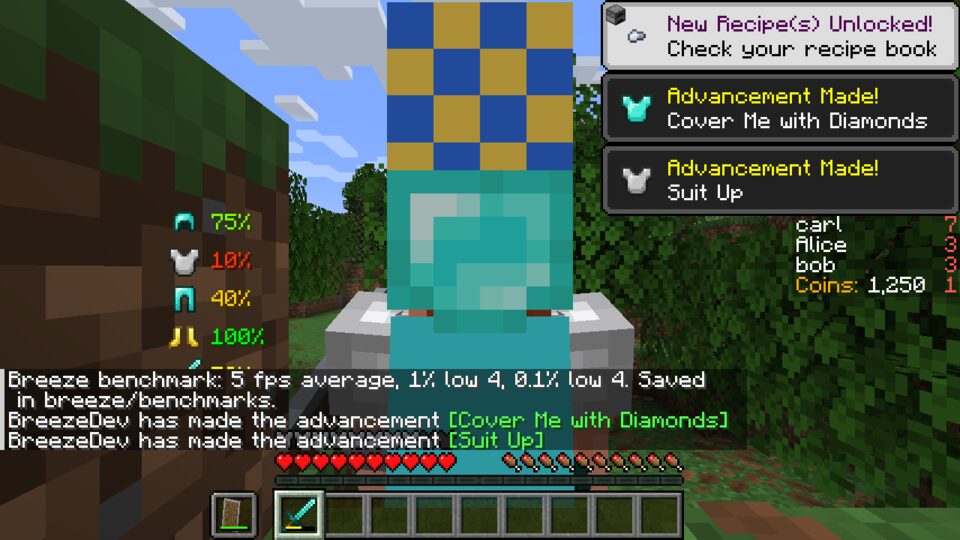 New Recipe(s) Unlocked!
Check your recipe book
Advancement Made!
Cover Me with Diamonds
Advancement Made!
Suit Up
75%
10%
40%
100%
carl 7
Alice 3
bob 3
Coins: 1,250 1
Breeze benchmark: 5 fps average, 1% low 4, 0.1% low 4. Saved
in breeze/benchmarks.
BreezeDev has made the advancement [Cover Me with Diamonds]
BreezeDev has made the advancement [Suit Up]